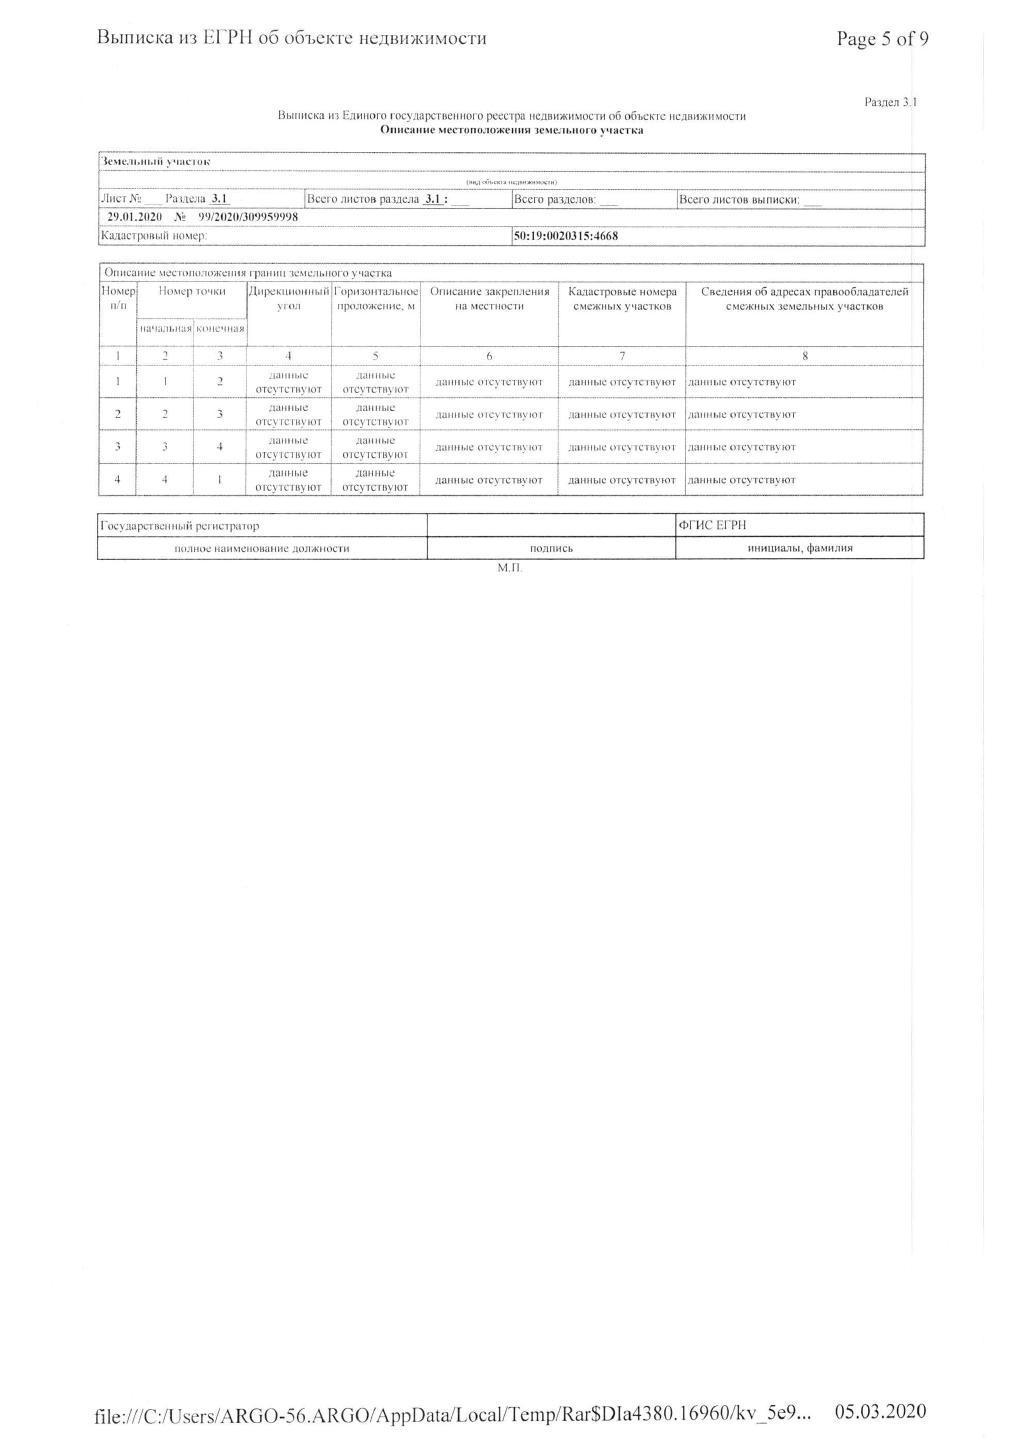 Выписка из ЕГРН об объекте недвижимости Page 5 of 9
Раздел 3.1
Выписка из Единого государственного реестра недвижимости об объекте недвижимости
Описание местоположения земельного участка
Земельный участок
(вид объекта недвижимости)
Лист № ___ Раздела 3.1 Всего листов раздела 3.1 : ___ Всего разделов: ___ Всего листов выписки: ___
29.01.2020 № 99/2020/309959998
Кадастровый номер: 50:19:0020315:4668
Описание местоположения границ земельного участка
Номер Номер точки Дирекционный Горизонтальное Описание закрепления Кадастровые номера Сведения об адресах правообладателей
п/п угол проложение, м на местности смежных участков смежных земельных участков
начальная конечная
1 2 3 4 5 6 7 8
данные данные
1 1 2 отсутствуют отсутствуют данные отсутствуют данные отсутствуют данные отсутствуют
данные данные
2 2 3 отсутствуют отсутствуют данные отсутствуют данные отсутствуют данные отсутствуют
данные данные
3 3 4 отсутствуют отсутствуют данные отсутствуют данные отсутствуют данные отсутствуют
данные данные
4 4 1 отсутствуют отсутствуют данные отсутствуют данные отсутствуют данные отсутствуют
Государственный регистратор ФГИС ЕГРН
полное наименование должности подпись инициалы, фамилия
М.П.
file:///C:/Users/ARGO-56.ARGO/AppData/Local/Temp/Rar$DIa4380.16960/kv_5e9... 05.03.2020